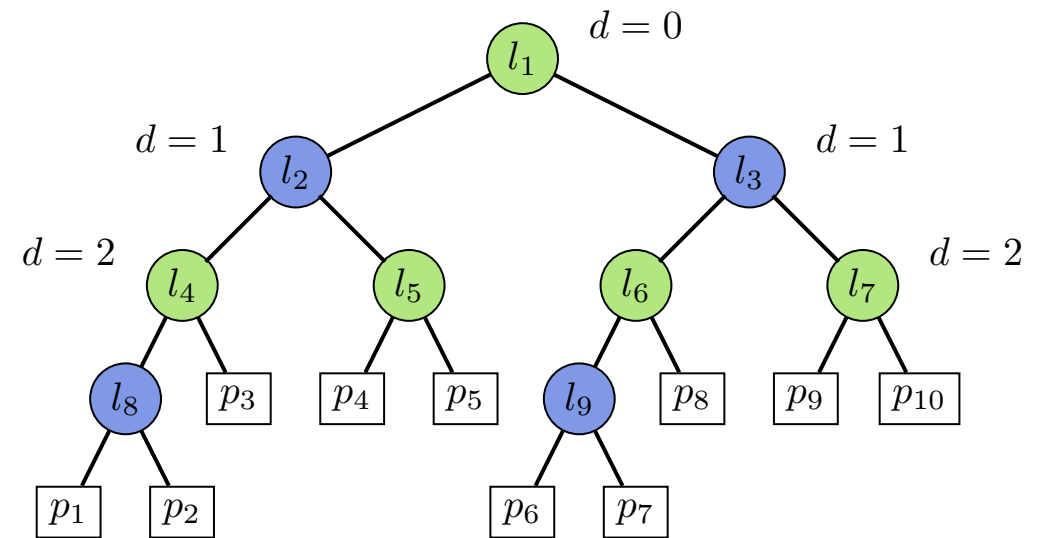 d = 0
l₁
d = 1
d = 1
l₂
l₃
d = 2
d = 2
l₄
l₅
l₆
l₇
l₈
p₃
p₄
p₅
l₉
p₈
p₉
p₁₀
p₁
p₂
p₆
p₇